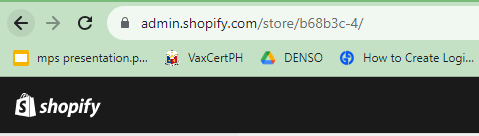 admin.shopify.com/store/b68b3c-4/
mps presentation.p... VaxCertPH DENSO How to Create Logi...
shopify